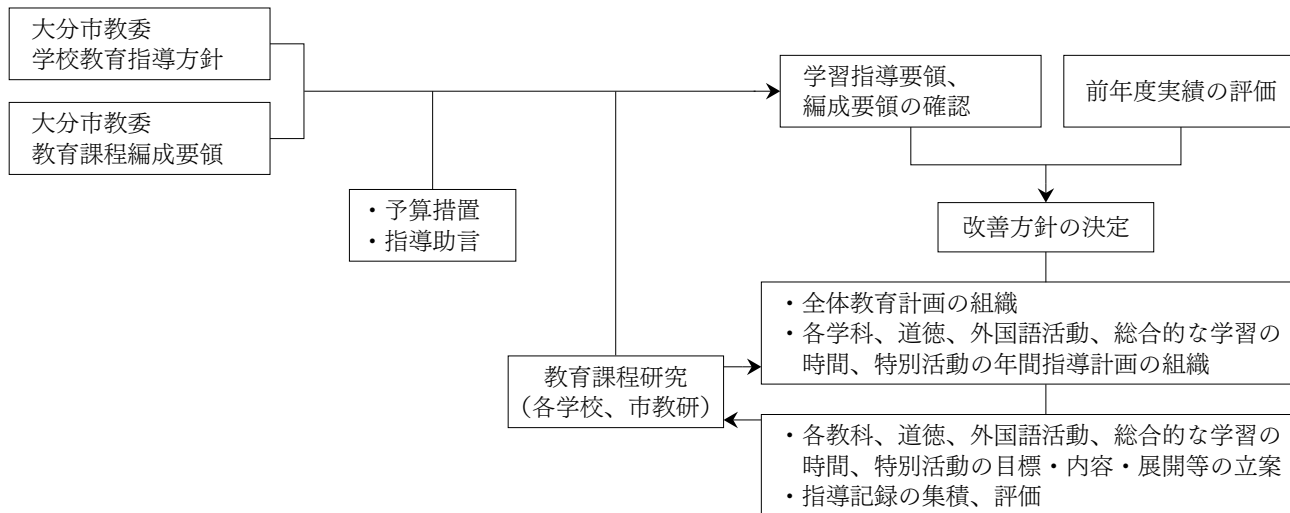 大分市教委
学校教育指導方針
大分市教委
教育課程編成要領
・予算措置
・指導助言
学習指導要領、
編成要領の確認
前年度実績の評価
改善方針の決定
・全体教育計画の組織
・各学科、道徳、外国語活動、総合的な学習の
時間、特別活動の年間指導計画の組織
教育課程研究
（各学校、市教研）
・各教科、道徳、外国語活動、総合的な学習の
時間、特別活動の目標・内容・展開等の立案
・指導記録の集積、評価